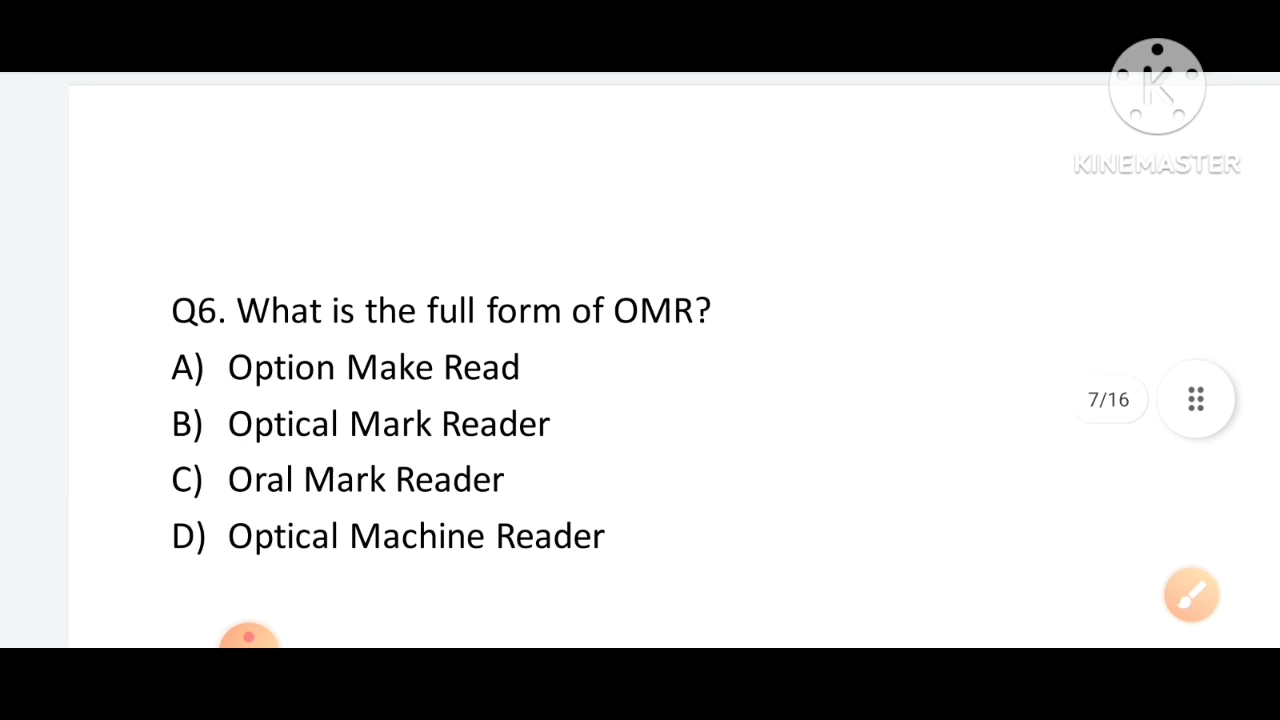 K
KINEMASTER
Q6. What is the full form of OMR?
A) Option Make Read
7/16
B) Optical Mark Reader
C) Oral Mark Reader
D) Optical Machine Reader